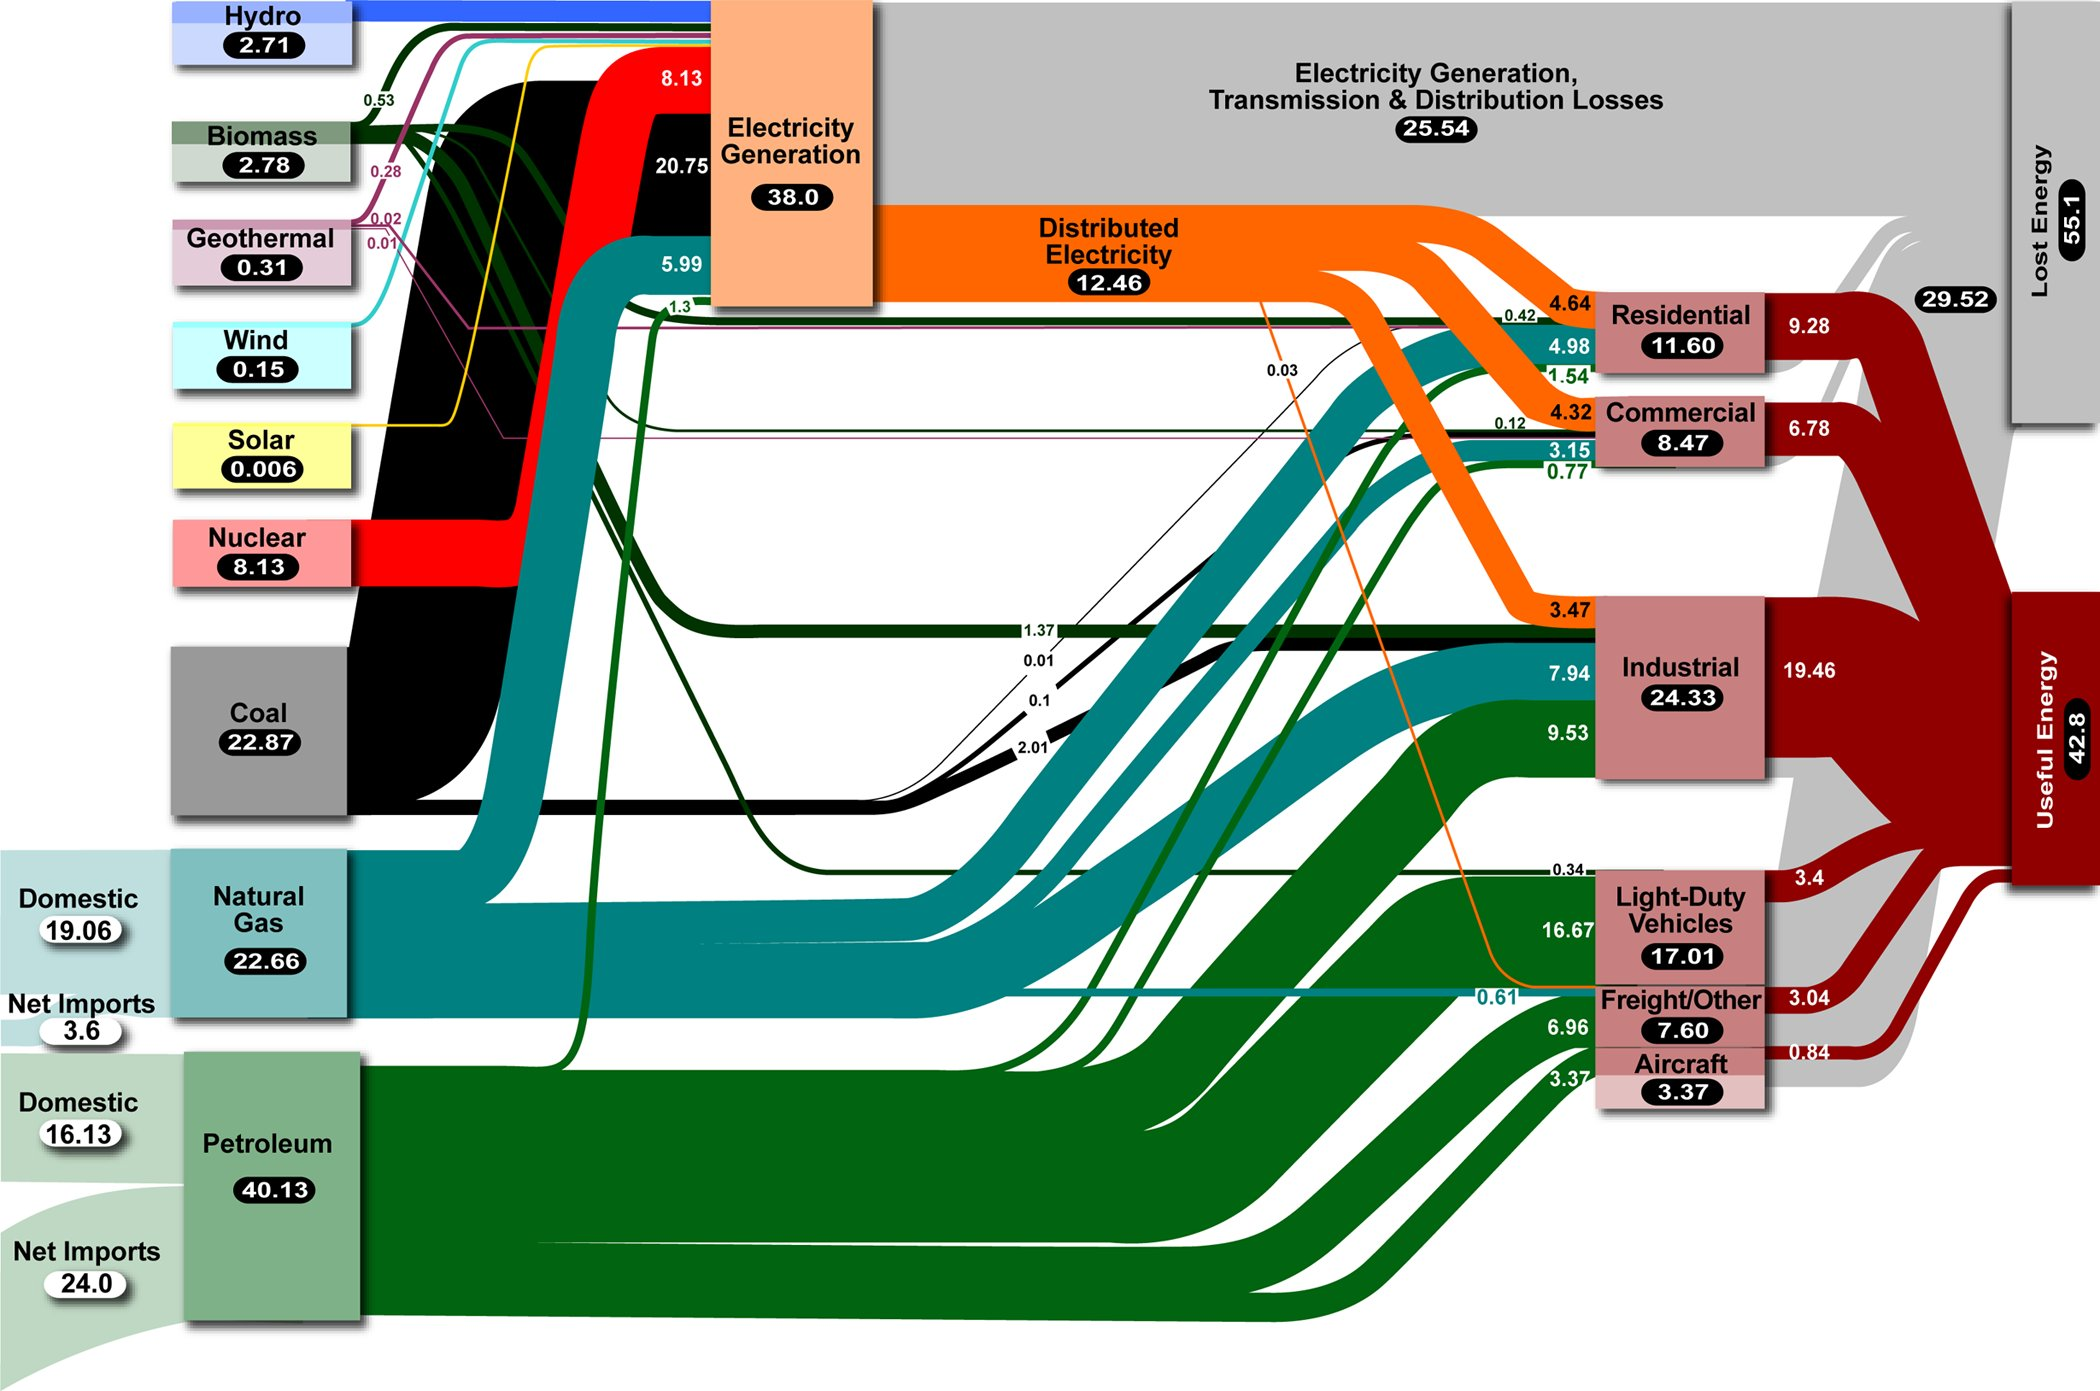 Hydro
2.71
0.53
Biomass
2.78
0.28
0.02
0.01
Geothermal
0.31
Wind
0.15
Solar
0.006
Nuclear
8.13
Coal
22.87
Domestic
19.06
Net Imports
3.6
Natural
Gas
22.66
Domestic
16.13
Net Imports
24.0
Petroleum
40.13
8.13
20.75
5.99
1.3
Electricity
Generation
38.0
Electricity Generation,
Transmission & Distribution Losses
25.54
Distributed
Electricity
12.46
0.03
1.37
0.01
0.1
2.01
4.64
0.42
4.98
1.54
Residential
11.60
9.28
4.32
0.12
3.15
0.77
Commercial
8.47
6.78
3.47
7.94
9.53
Industrial
24.33
19.46
0.34
16.67
Light-Duty
Vehicles
17.01
3.4
0.61
6.96
Freight/Other
7.60
3.04
3.37
Aircraft
3.37
0.84
29.52
Lost Energy
55.1
Useful Energy
42.8